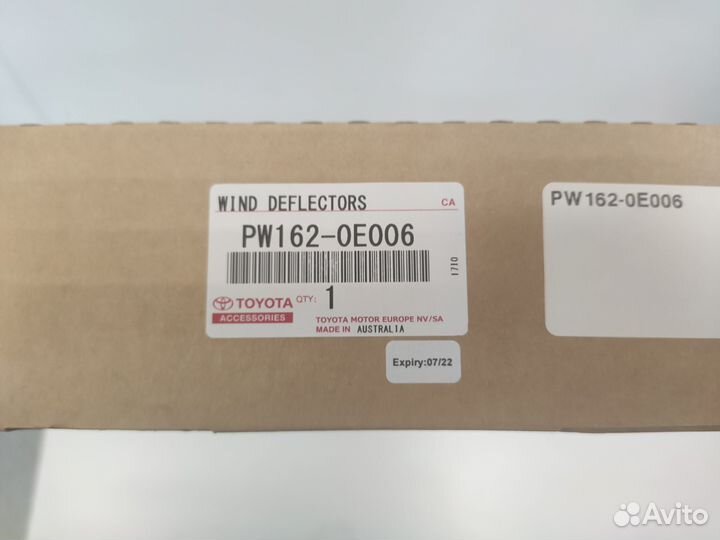 WIND DEFLECTORS CA
PW162-0E006
1710
TOYOTA QTY: 1
ACCESSORIES
TOYOTA MOTOR EUROPE NV/SA
MADE IN AUSTRALIA
Expiry:07/22
PW162-0E006
Avito